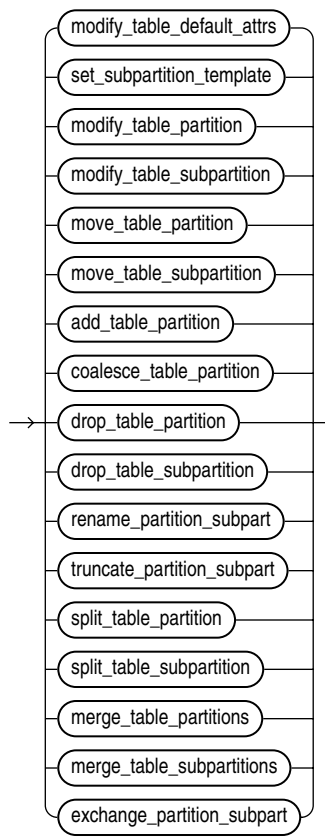 modify_table_default_attrs
set_subpartition_template
modify_table_partition
modify_table_subpartition
move_table_partition
move_table_subpartition
add_table_partition
coalesce_table_partition
drop_table_partition
drop_table_subpartition
rename_partition_subpart
truncate_partition_subpart
split_table_partition
split_table_subpartition
merge_table_partitions
merge_table_subpartitions
exchange_partition_subpart